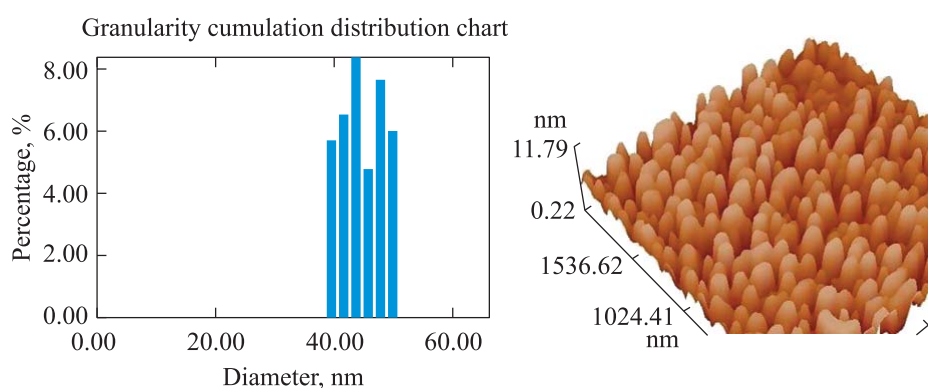 Granularity cumulation distribution chart
8.00
6.00
4.00
2.00
0.00
Percentage, %
0.00 20.00 40.00 60.00
Diameter, nm
nm
11.79
0.22
1536.62
1024.41
nm